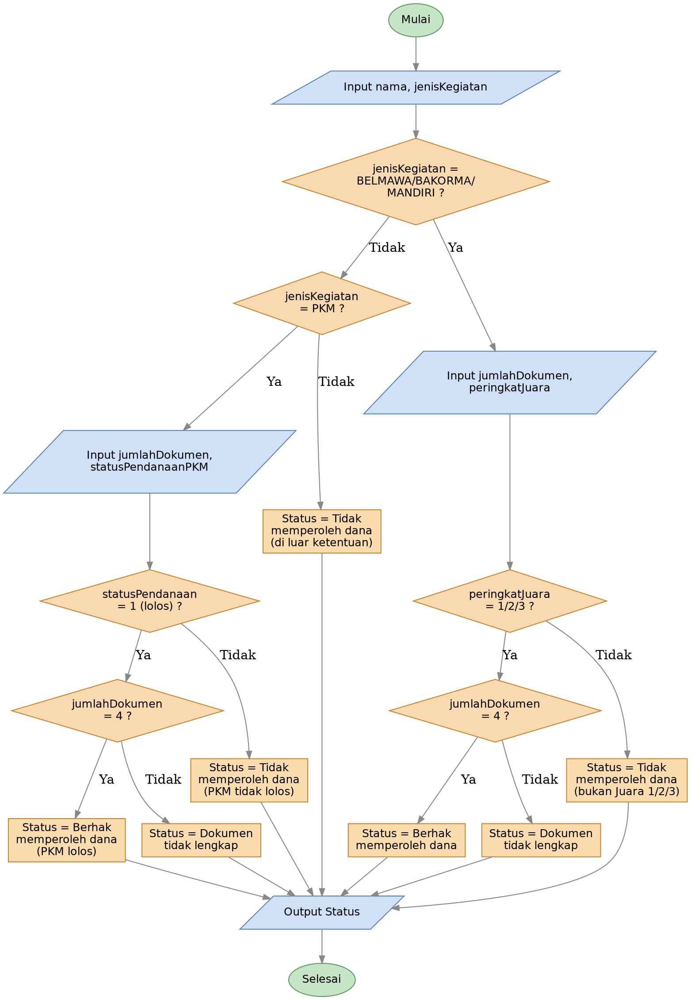 Mulai
Input nama, jenisKegiatan
jenisKegiatan =
BELMAWA/BAKORMA/
MANDIRI ?
Tidak
Ya
jenisKegiatan
= PKM ?
Ya
Tidak
Input jumlahDokumen,
peringkatJuara
Input jumlahDokumen,
statusPendanaanPKM
Status = Tidak
memperoleh dana
(di luar ketentuan)
statusPendanaan
= 1 (lolos) ?
peringkatJuara
= 1/2/3 ?
Ya
Tidak
Ya
Tidak
jumlahDokumen
= 4 ?
jumlahDokumen
= 4 ?
Ya
Tidak
Status = Tidak
memperoleh dana
(PKM tidak lolos)
Ya
Tidak
Status = Tidak
memperoleh dana
(bukan Juara 1/2/3)
Status = Berhak
memperoleh dana
(PKM lolos)
Status = Dokumen
tidak lengkap
Status = Berhak
memperoleh dana
Status = Dokumen
tidak lengkap
Output Status
Selesai